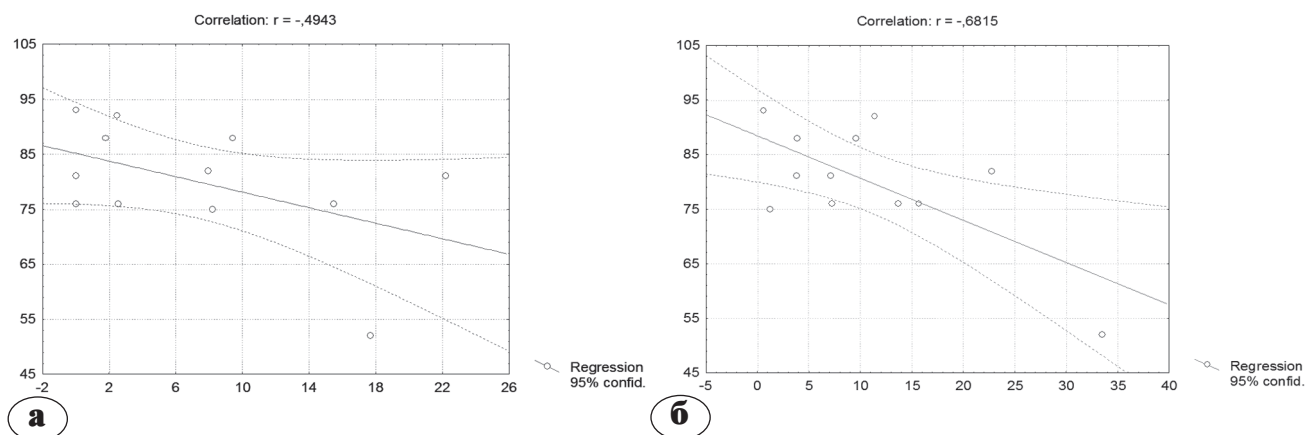 Correlation: r = -,4943
105
95
85
75
65
55
45
-2 2 6 10 14 18 22 26
Regression
95% confid.
а
Correlation: r = -,6815
105
95
85
75
65
55
45
-5 0 5 10 15 20 25 30 35 40
Regression
95% confid.
б